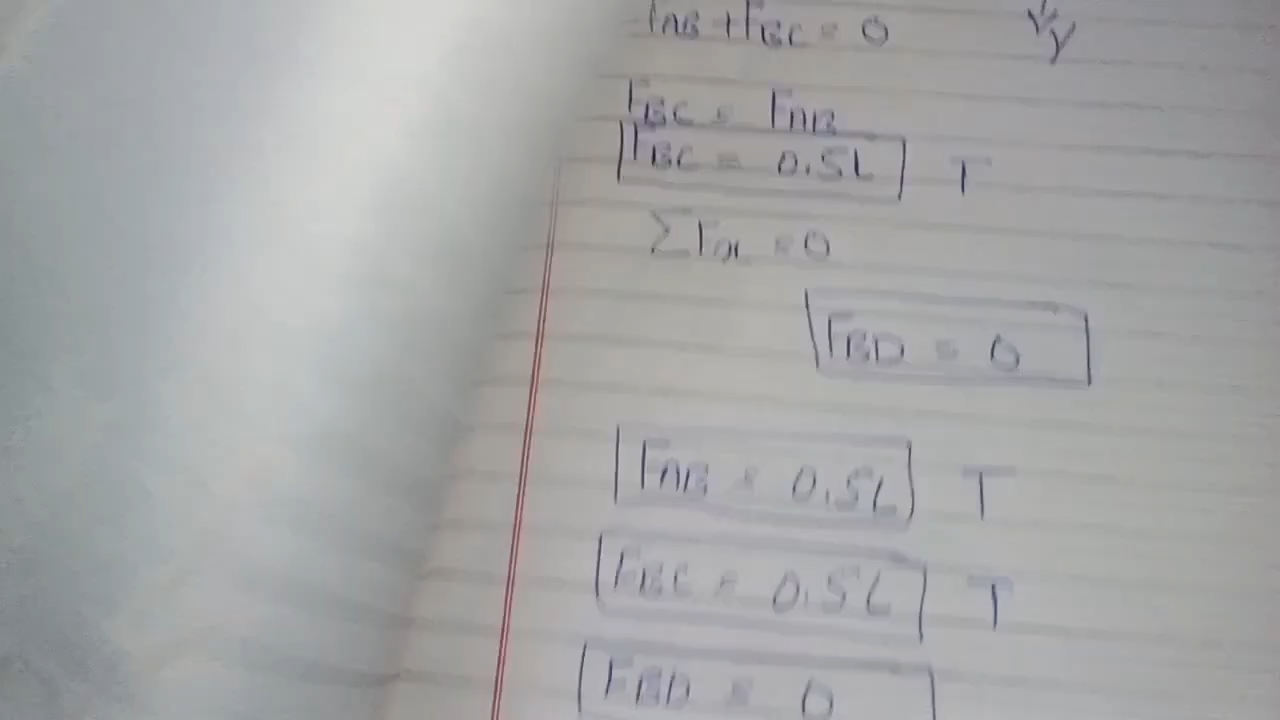 FAB + FBC = 0
Vy
FBC = FAB
FBC = 0.5L T
ΣFx = 0
FBD = 0
FAB = 0.5L T
FBC = 0.5L T
FBD = 0